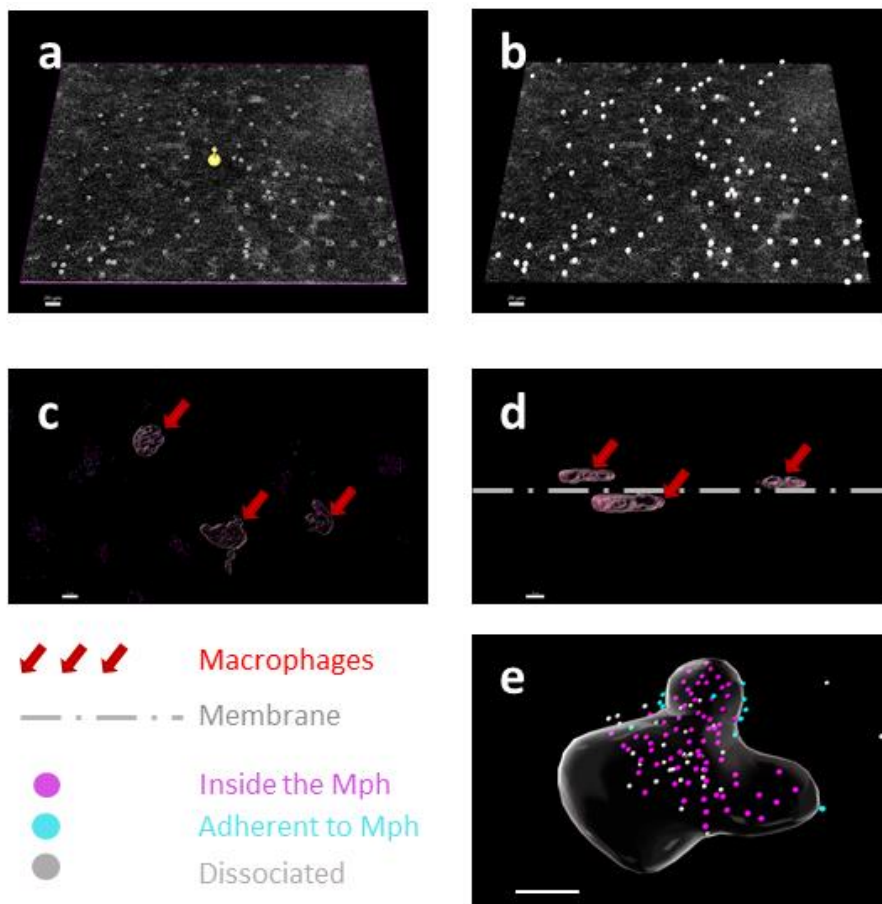 a
b
c
d
Macrophages
Membrane
Inside the Mph
Adherent to Mph
Dissociated
e